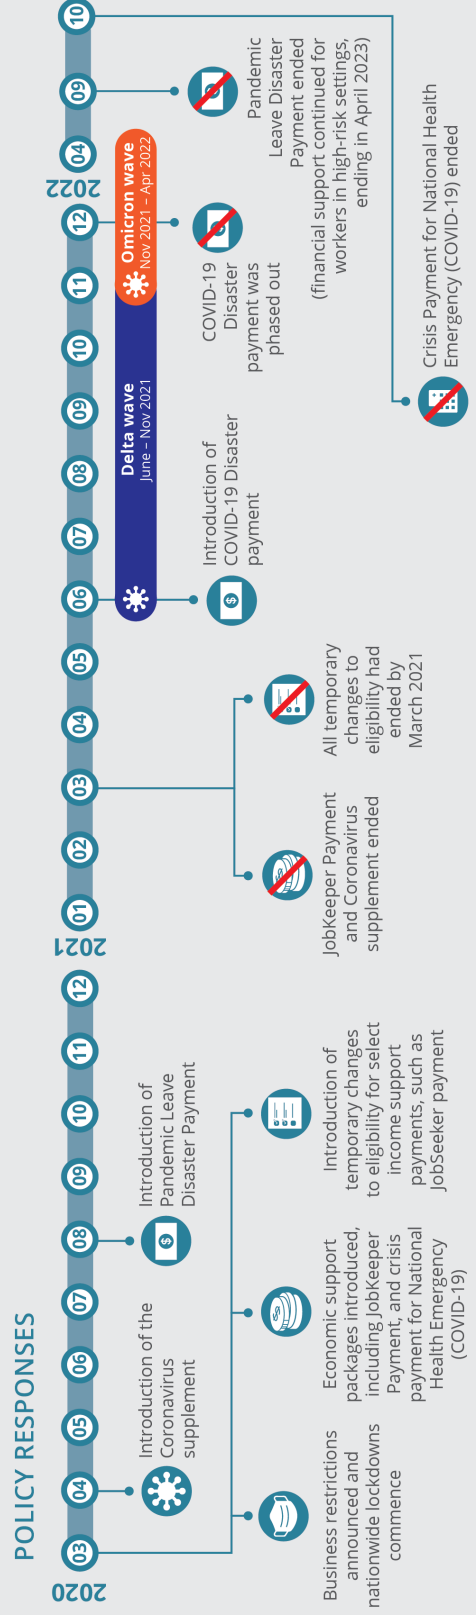 POLICY RESPONSES
2020
03
04
05
06
07
08
09
10
11
12
2021
01
02
03
04
05
06
07
08
09
10
11
12
2022
04
09
10
Delta wave
June – Nov 2021
Omicron wave
Nov 2021 – Apr 2022
Introduction of the
Coronavirus
supplement
Introduction of
Pandemic Leave
Disaster Payment
Business restrictions
announced and
nationwide lockdowns
commence
Economic support
packages introduced,
including JobKeeper
Payment, and crisis
payment for National
Health Emergency
(COVID-19)
Introduction of
temporary changes
to eligibility for select
income support
payments, such as
JobSeeker payment
JobKeeper Payment
and Coronavirus
supplement ended
All temporary
changes to
eligibility had
ended by
March 2021
Introduction of
COVID-19 Disaster
payment
COVID-19
Disaster
payment was
phased out
Pandemic
Leave Disaster
Payment ended
(financial support continued for
workers in high-risk settings,
ending in April 2023)
Crisis Payment for National Health
Emergency (COVID-19) ended